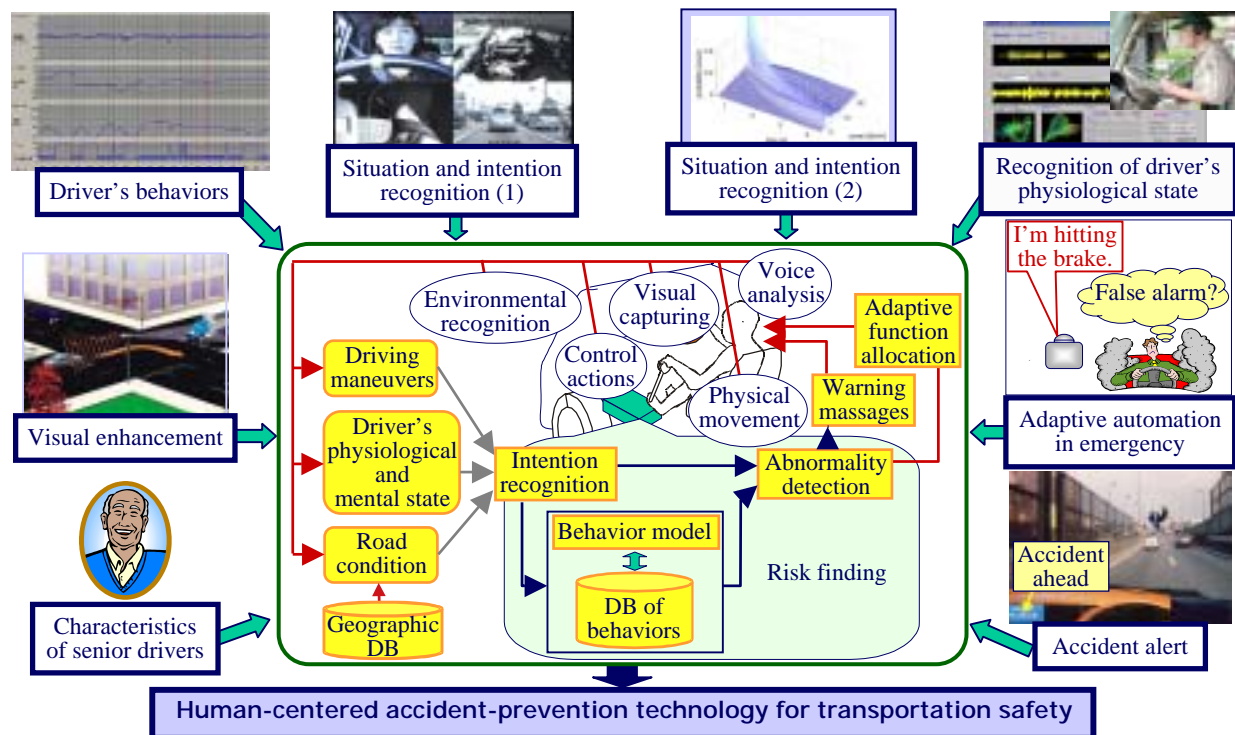 Driver's behaviors
Situation and intention
recognition (1)
Situation and intention
recognition (2)
Recognition of driver's
physiological state
I'm hitting
the brake.
False alarm?
Visual enhancement
Adaptive automation
in emergency
Characteristics
of senior drivers
Accident
ahead
Accident alert
Environmental
recognition
Visual
capturing
Voice
analysis
Control
actions
Physical
movement
Adaptive
function
allocation
Driving
maneuvers
Driver's
physiological
and
mental state
Road
condition
Geographic
DB
Intention
recognition
Warning
massages
Abnormality
detection
Behavior model
DB of
behaviors
Risk finding
Human-centered accident-prevention technology for transportation safety